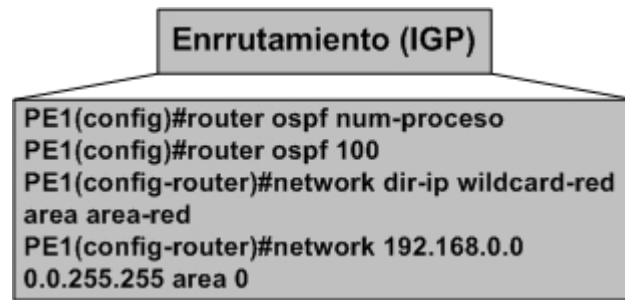 Enrrutamiento (IGP)
PE1(config)#router ospf num-proceso
PE1(config)#router ospf 100
PE1(config-router)#network dir-ip wildcard-red
area area-red
PE1(config-router)#network 192.168.0.0
0.0.255.255 area 0